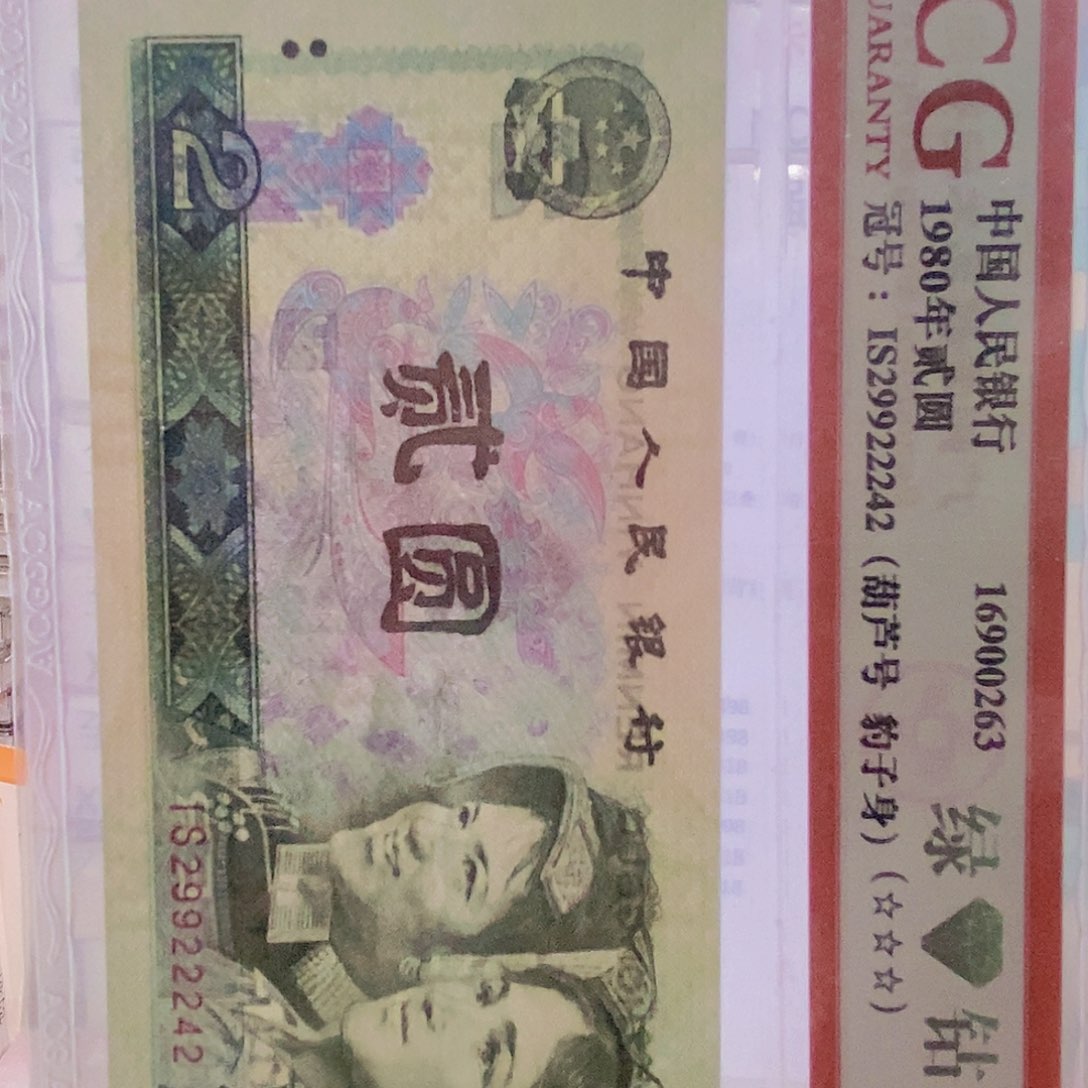 CG
UARANTY
中国人民银行 16900263
1980年贰圆
冠号：IS29922242（葫芦号 豹子身）（☆☆☆）
绿钻
中国人民银行
贰圆
2
IS29922242